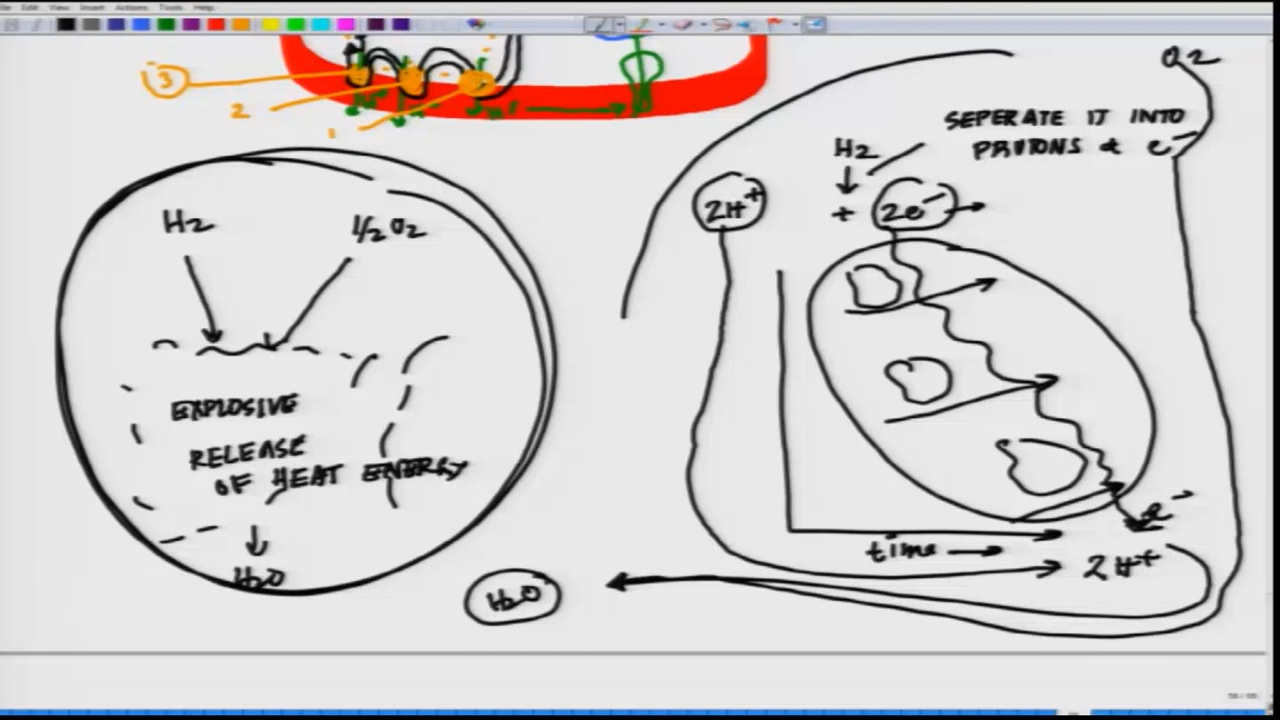 3
2
1
O2
SEPERATE IT INTO
PROTONS & e-
H2
2H+
+ 2e-
H2
1/2 O2
EXPLOSIVE
RELEASE
OF HEAT ENERGY
H2O
e-
time
2H+
H2O